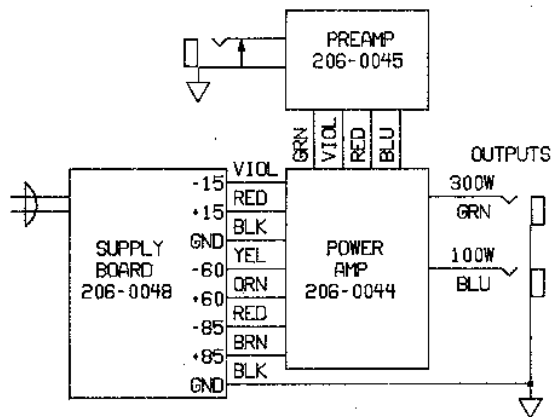 PREAMP
206-0045
GRN
VIOL
RED
BLU
OUTPUTS
SUPPLY
BOARD
206-0048
-15
+15
GND
-60
+60
-85
+85
GND
VIOL
RED
BLK
YEL
ORN
RED
BRN
BLK
POWER
AMP
206-0044
300W
GRN
100W
BLU